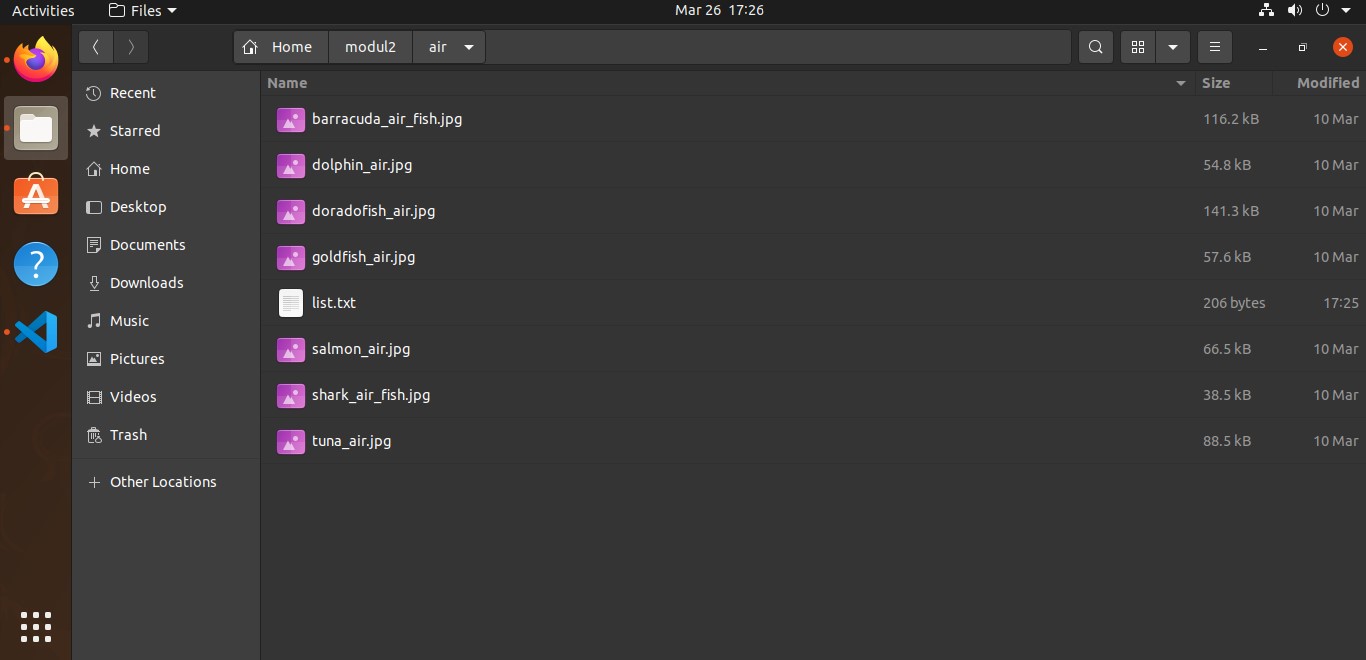 Activities Files Mar 26 17:26
Home modul2 air
Name Size Modified
Recent
Starred
Home
Desktop
Documents
Downloads
Music
Pictures
Videos
Trash
Other Locations
barracuda_air_fish.jpg 116.2 kB 10 Mar
dolphin_air.jpg 54.8 kB 10 Mar
doradofish_air.jpg 141.3 kB 10 Mar
goldfish_air.jpg 57.6 kB 10 Mar
list.txt 206 bytes 17:25
salmon_air.jpg 66.5 kB 10 Mar
shark_air_fish.jpg 38.5 kB 10 Mar
tuna_air.jpg 88.5 kB 10 Mar